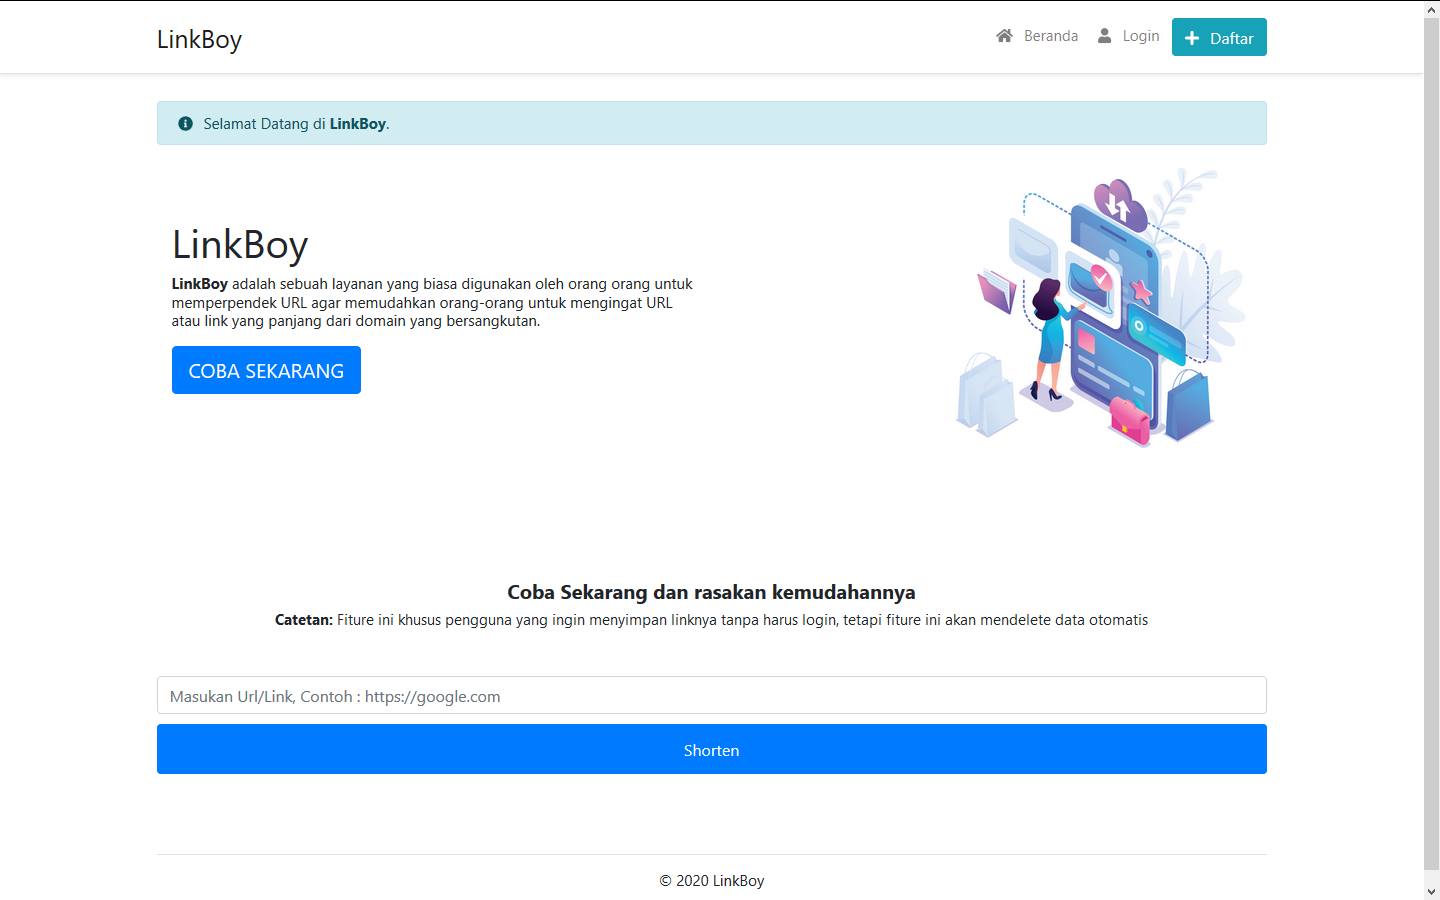 LinkBoy
Beranda
Login
Daftar
Selamat Datang di LinkBoy.
LinkBoy
LinkBoy adalah sebuah layanan yang biasa digunakan oleh orang orang untuk
memperpendek URL agar memudahkan orang-orang untuk mengingat URL
atau link yang panjang dari domain yang bersangkutan.
COBA SEKARANG
Coba Sekarang dan rasakan kemudahannya
Catetan: Fiture ini khusus pengguna yang ingin menyimpan linknya tanpa harus login, tetapi fiture ini akan mendelete data otomatis
Masukan Url/Link, Contoh : https://google.com
Shorten
© 2020 LinkBoy